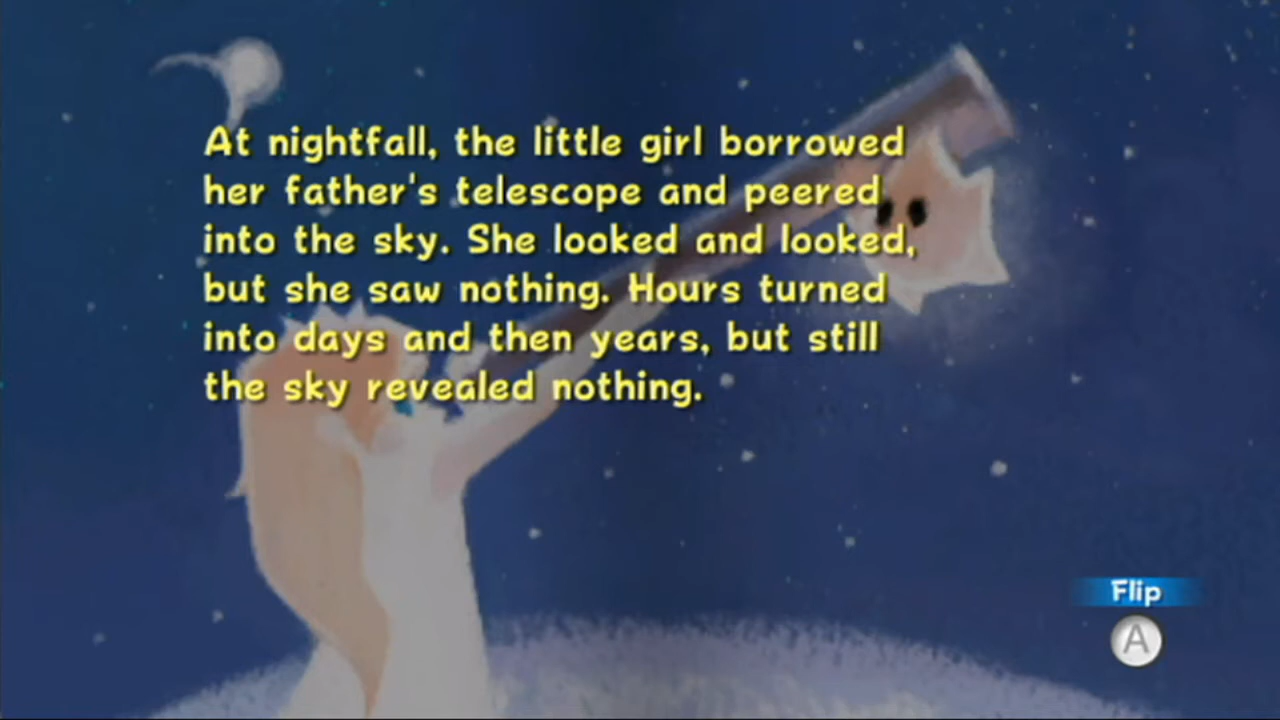 At nightfall, the little girl borrowed
her father's telescope and peered
into the sky. She looked and looked,
but she saw nothing. Hours turned
into days and then years, but still
the sky revealed nothing.
Flip
A